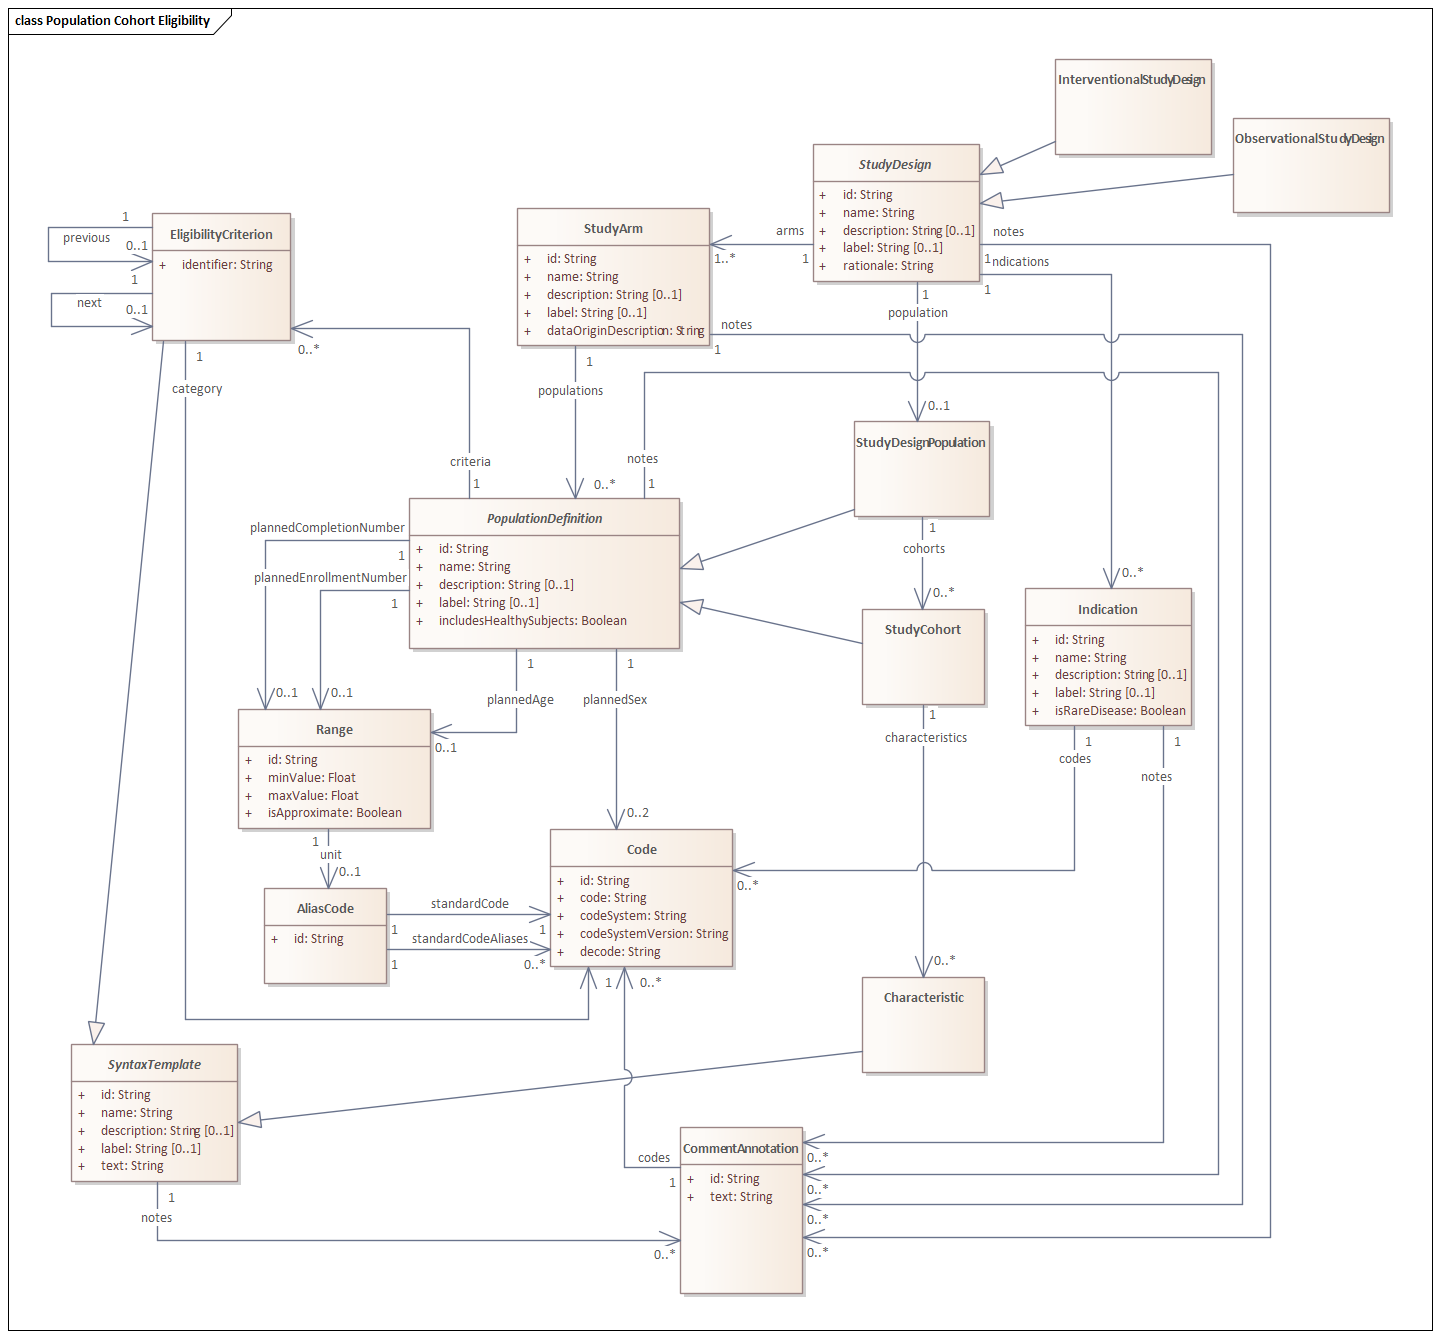 class Population Cohort Eligibility
InterventionalStudyDesign
ObservationalStudyDesign
StudyDesign
+ id: String
+ name: String
+ description: String [0..1]
+ label: String [0..1]
+ rationale: String
arms
1
1..*
notes
1
ndications
1
1
population
0..1
EligibilityCriterion
+ identifier: String
1
previous
0..1
1
next
0..1
0..*
1
category
StudyArm
+ id: String
+ name: String
+ description: String [0..1]
+ label: String [0..1]
+ dataOriginDescription: String
notes
1
1
populations
0..*
criteria
1
notes
1
StudyDesignPopulation
1
cohorts
0..*
PopulationDefinition
+ id: String
+ name: String
+ description: String [0..1]
+ label: String [0..1]
+ includesHealthySubjects: Boolean
plannedCompletionNumber
1
plannedEnrollmentNumber
1
0..1
0..1
1
plannedAge
0..1
1
plannedSex
0..2
StudyCohort
1
characteristics
0..*
0..*
Indication
+ id: String
+ name: String
+ description: String [0..1]
+ label: String [0..1]
+ isRareDisease: Boolean
1
codes
0..*
1
notes
Range
+ id: String
+ minValue: Float
+ maxValue: Float
+ isApproximate: Boolean
1
unit
0..1
AliasCode
+ id: String
standardCode
1
1
standardCodeAliases
1
0..*
Code
+ id: String
+ code: String
+ codeSystem: String
+ codeSystemVersion: String
+ decode: String
1
0..*
Characteristic
SyntaxTemplate
+ id: String
+ name: String
+ description: String [0..1]
+ label: String [0..1]
+ text: String
1
notes
0..*
CommentAnnotation
+ id: String
+ text: String
codes
1
0..*
0..*
0..*
0..*